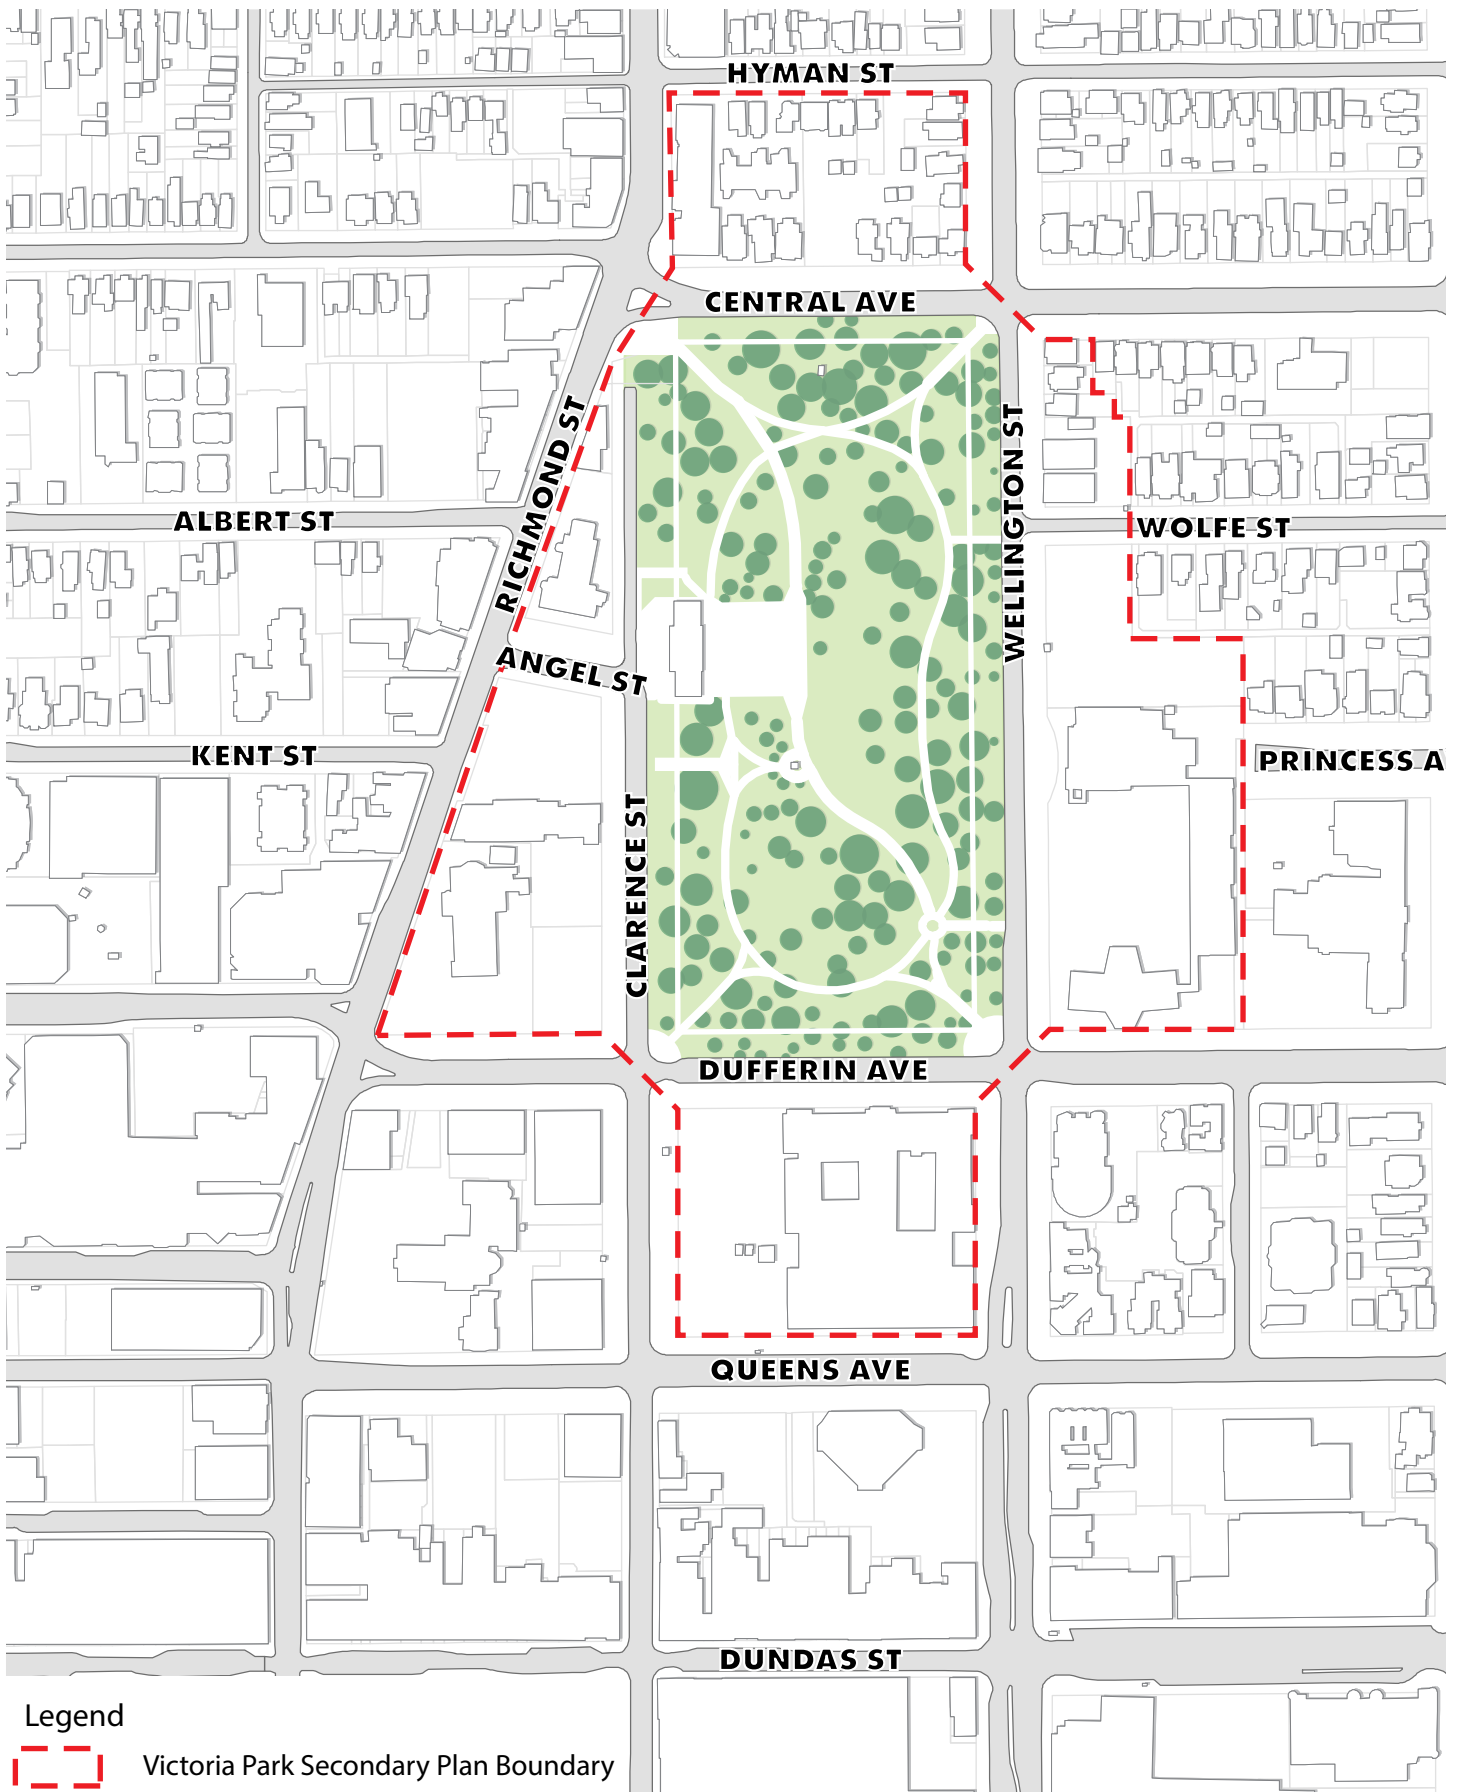 HYMAN ST
CENTRAL AVE
RICHMOND ST
WELLINGTON ST
ALBERT ST
WOLFE ST
ANGEL ST
KENT ST
PRINCESS A
CLARENCE ST
DUFFERIN AVE
QUEENS AVE
DUNDAS ST
Legend
Victoria Park Secondary Plan Boundary